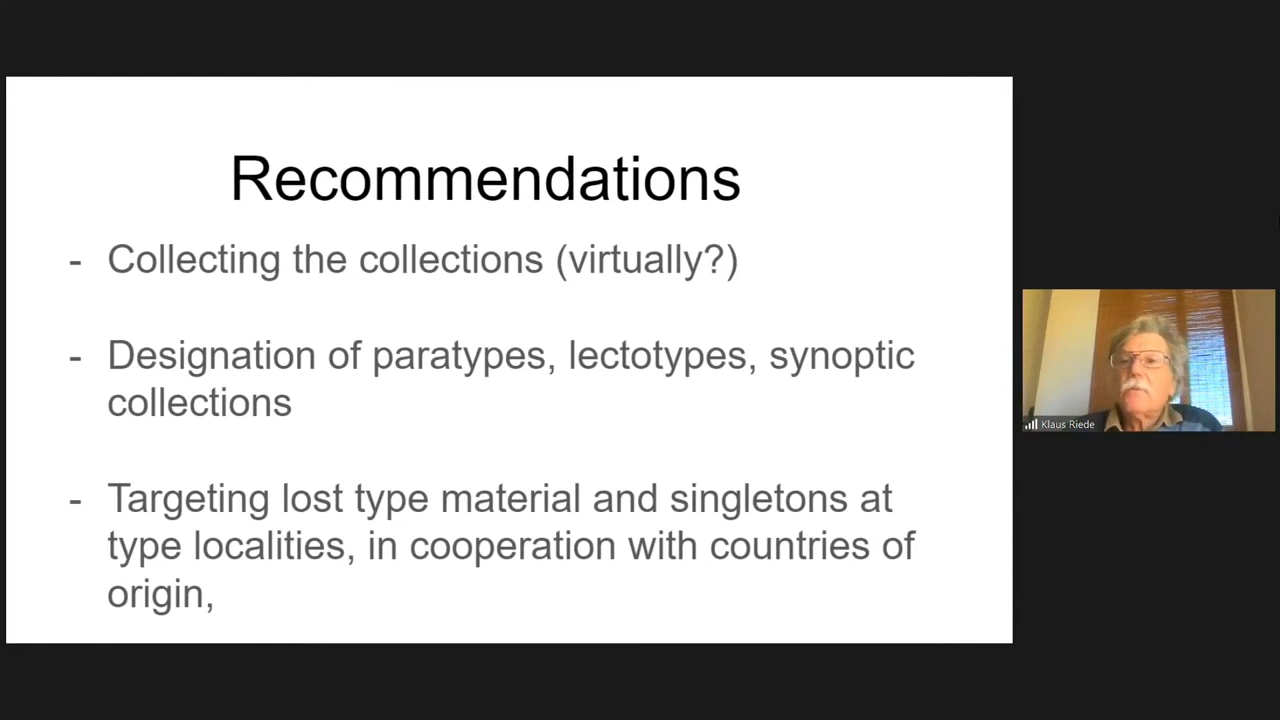 Recommendations
- Collecting the collections (virtually?)
- Designation of paratypes, lectotypes, synoptic
collections
- Targeting lost type material and singletons at
type localities, in cooperation with countries of
origin,
Klaus Riede